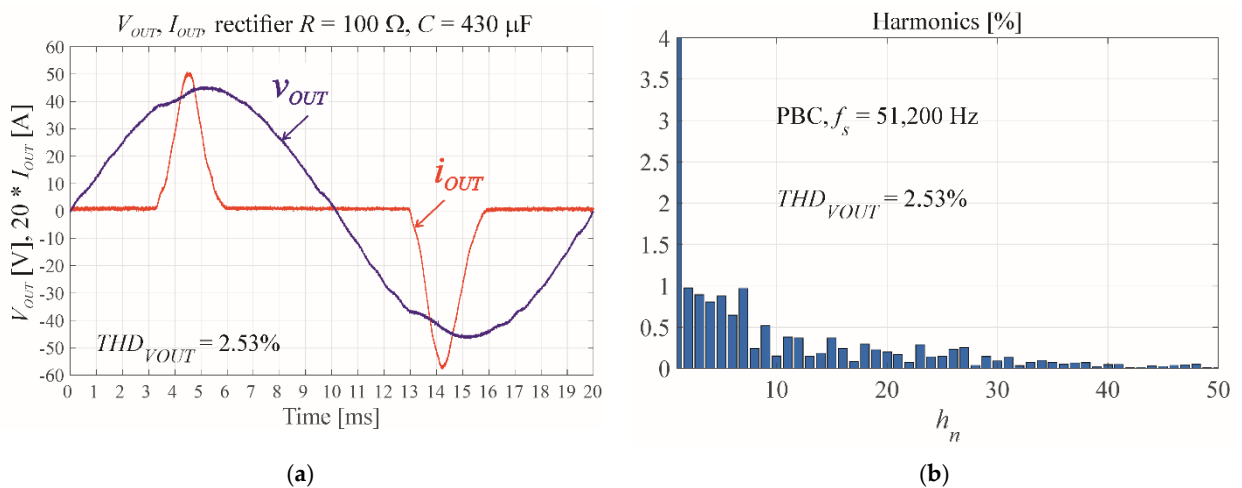 V_OUT, I_OUT, rectifier R = 100 Ω, C = 430 µF
V_OUT [V], 20 * I_OUT [A]
60
50
40
30
20
10
0
-10
-20
-30
-40
-50
-60
v_OUT
i_OUT
THD_VOUT = 2.53%
0 1 2 3 4 5 6 7 8 9 10 11 12 13 14 15 16 17 18 19 20
Time [ms]
(a)
Harmonics [%]
4
3.5
3
2.5
2
1.5
1
0.5
0
PBC, f_s = 51,200 Hz
THD_VOUT = 2.53%
10 20 30 40 50
h_n
(b)